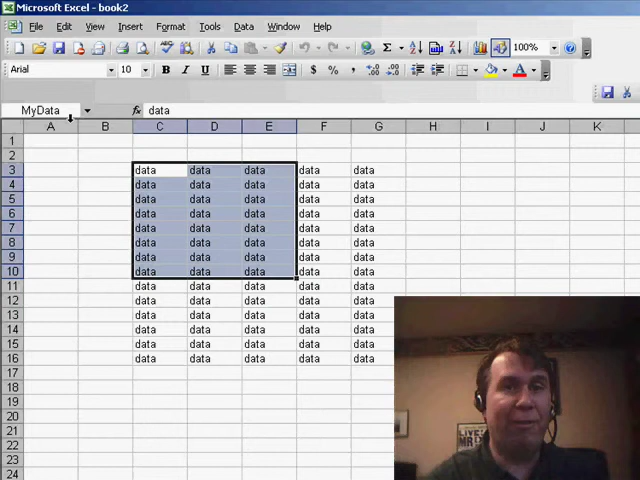 Microsoft Excel - book2
File Edit View Insert Format Tools Data Window Help
Σ 100% ?
Arial 10 B I U $ % A
MyData fx data
A B C D E F G H I J K
1
2
3 data data data data data
4 data data data data data
5 data data data data data
6 data data data data data
7 data data data data data
8 data data data data data
9 data data data data data
10 data data data data data
11 data data data data data
12 data data data data data
13 data data data data data
14 data data data data data
15 data data data data data
16 data data data data data
17
18
19
20
21
22
23
24